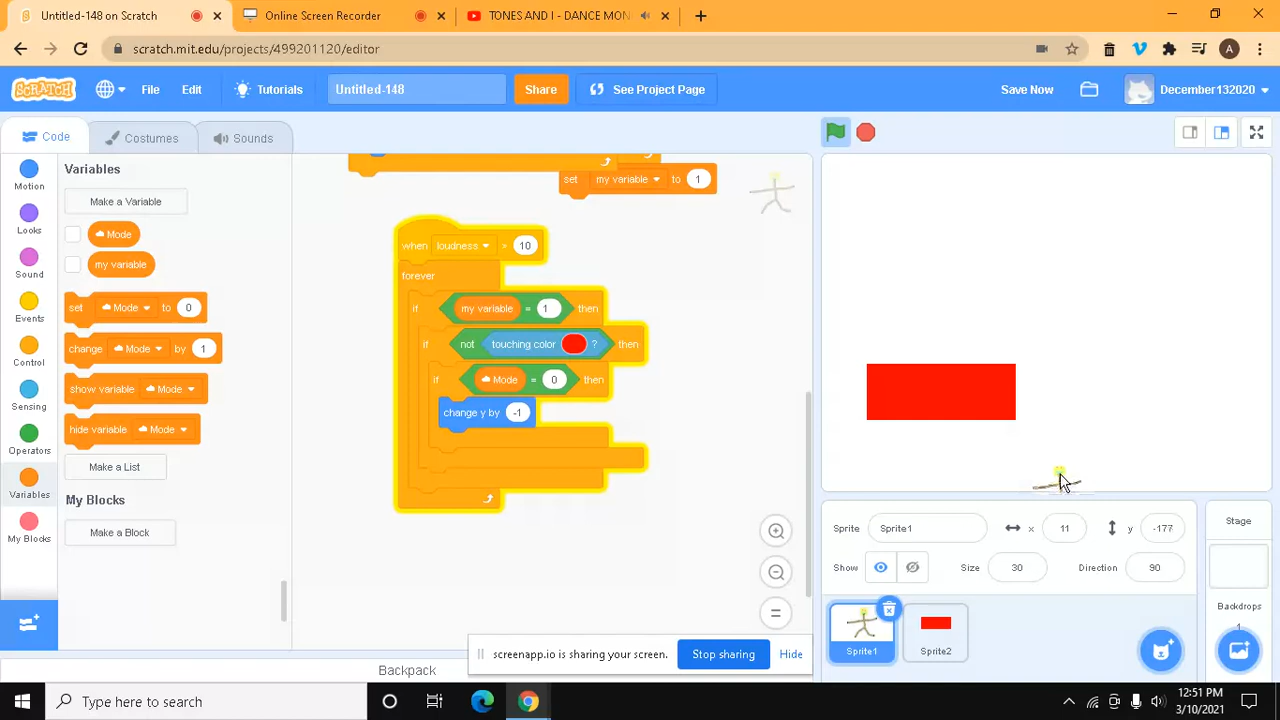 Untitled-148 on Scratch
Online Screen Recorder
TONES AND I - DANCE MON
scratch.mit.edu/projects/499201120/editor
A
SCRATCH
File
Edit
Tutorials
Untitled-148
Share
See Project Page
Save Now
December132020
Code
Costumes
Sounds
Motion
Looks
Sound
Events
Control
Sensing
Operators
Variables
My Blocks
Variables
Make a Variable
Mode
my variable
set Mode to 0
change Mode by 1
show variable Mode
hide variable Mode
Make a List
My Blocks
Make a Block
set my variable to 1
when loudness > 10
forever
if my variable = 1 then
if not touching color ? then
if Mode = 0 then
change y by -1
Sprite Sprite1 x 11 y -177
Show Size 30 Direction 90
Sprite1
Sprite2
Stage
Backdrops
1
screenapp.io is sharing your screen.
Stop sharing
Hide
Backpack
Type here to search
12:51 PM
3/10/2021